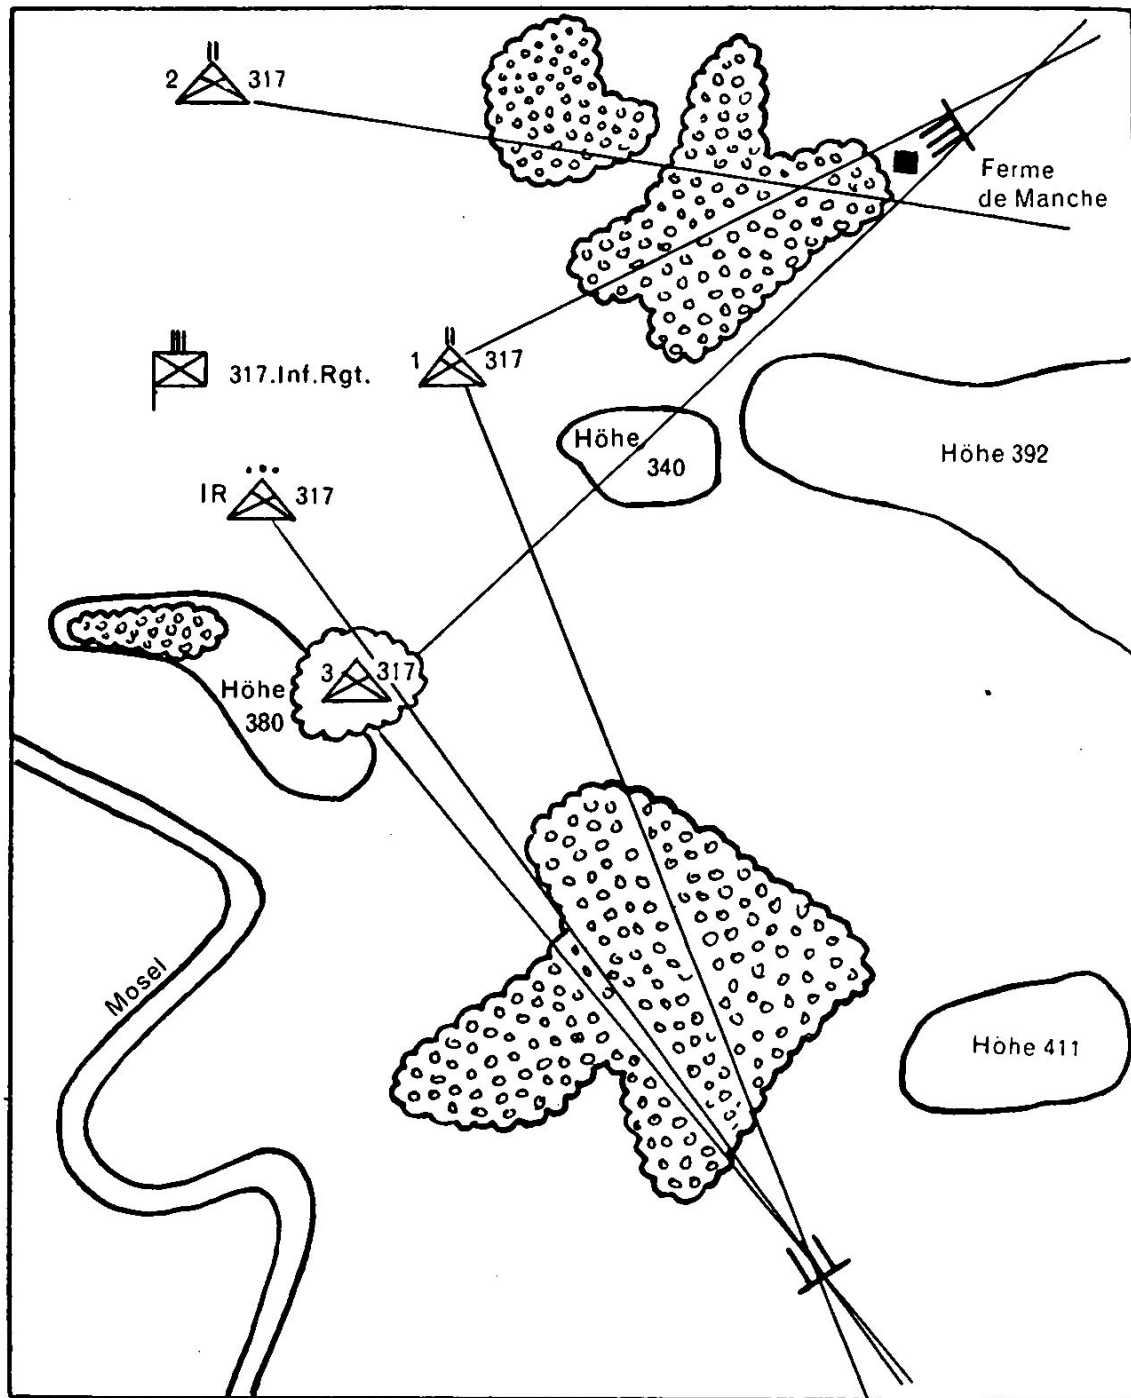 2 317
Ferme
de Manche
1 317
317.Inf.Rgt.
Höhe
340
Höhe 392
IR 317
3 317
Höhe
380
Mosel
Höhe 411